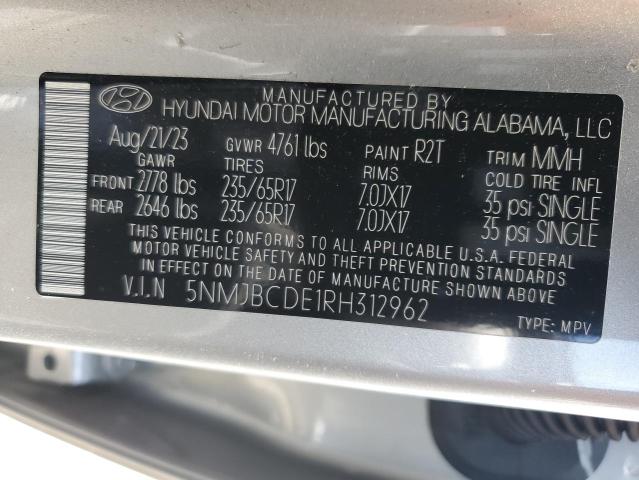 MANUFACTURED BY
HYUNDAI MOTOR MANUFACTURING ALABAMA, LLC
Aug/21/23 GVWR 4761 lbs PAINT R2T TRIM MMH
GAWR TIRES RIMS COLD TIRE INFL
FRONT 2778 lbs 235/65R17 7.0JX17 35 psi SINGLE
REAR 2646 lbs 235/65R17 7.0JX17 35 psi SINGLE
THIS VEHICLE CONFORMS TO ALL APPLICABLE U.S.A. FEDERAL
MOTOR VEHICLE SAFETY AND THEFT PREVENTION STANDARDS
IN EFFECT ON THE DATE OF MANUFACTURE SHOWN ABOVE
V.I.N 5NMJBCDE1RH312962
TYPE: MPV